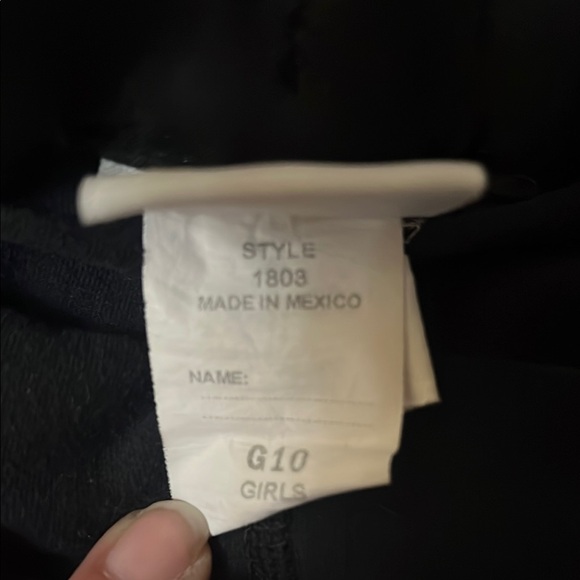 STYLE
1803
MADE IN MEXICO
NAME:
G10
GIRLS